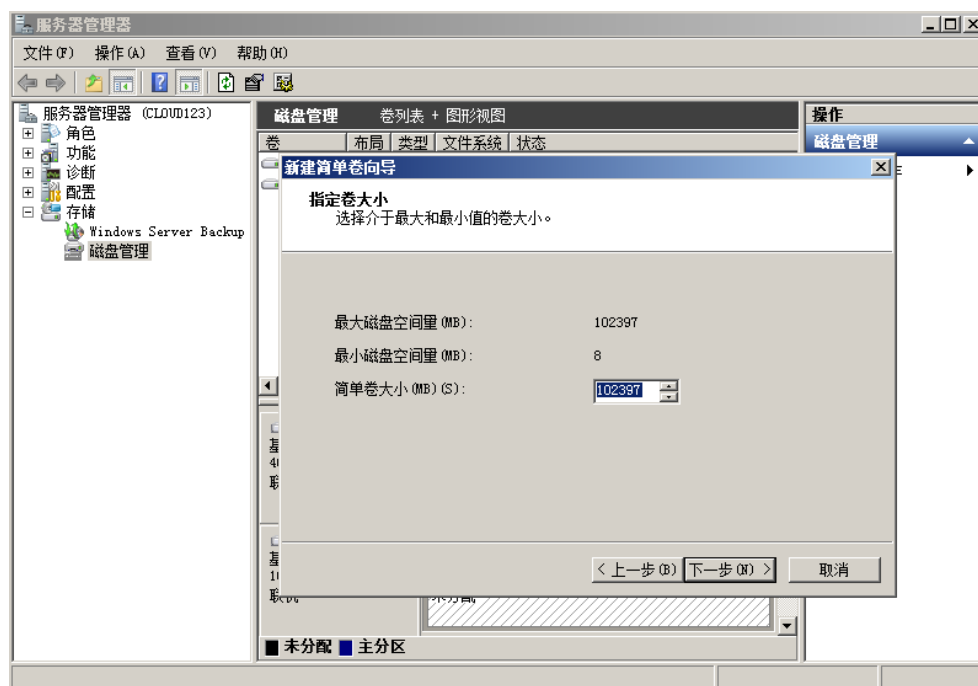 服务器管理器
文件(F) 操作(A) 查看(V) 帮助(H)
服务器管理器 (CLOUD123)
角色
功能
诊断
配置
存储
Windows Server Backup
磁盘管理
磁盘管理 卷列表 + 图形视图
卷 布局 类型 文件系统 状态
操作
磁盘管理
新建简单卷向导
指定卷大小
选择介于最大和最小值的卷大小。
最大磁盘空间量(MB): 102397
最小磁盘空间量(MB): 8
简单卷大小(MB)(S): 102397
< 上一步(B) 下一步(N) > 取消
未分配 主分区